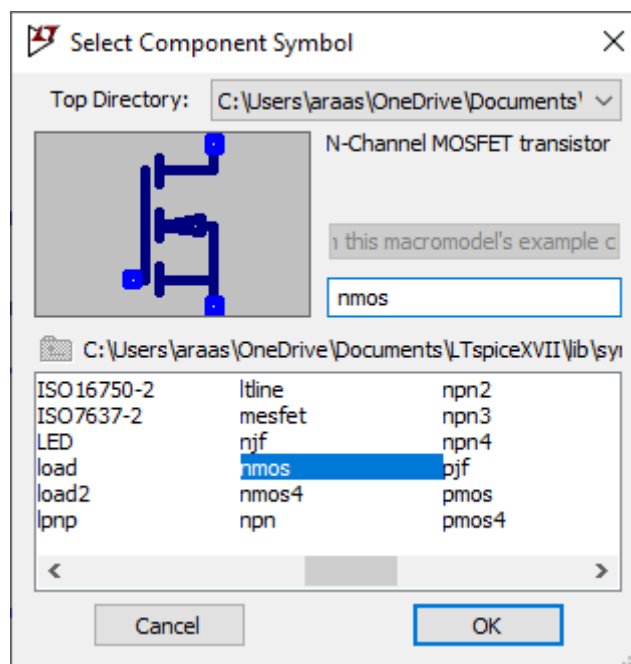 Select Component Symbol
Top Directory: C:\Users\araas\OneDrive\Documents\
N-Channel MOSFET transistor
this macromodel's example c
nmos
C:\Users\araas\OneDrive\Documents\LTspiceXVII\lib\syr
ISO16750-2 ltline npn2
ISO7637-2 mesfet npn3
LED njf npn4
load nmos pjf
load2 nmos4 pmos
lpnp npn pmos4
Cancel OK